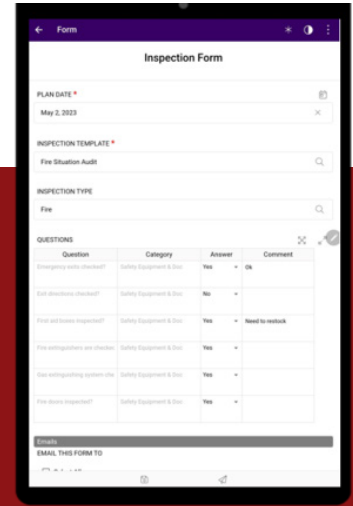 Form
Inspection Form
PLAN DATE *
May 2, 2023
INSPECTION TEMPLATE *
Fire Situation Audit
INSPECTION TYPE
Fire
QUESTIONS
Question Category Answer Comment
Emergency exits checked? Safety Equipment & Doc Yes Ok
Exit directions checked? Safety Equipment & Doc No
First aid boxes inspected? Safety Equipment & Doc Yes Need to restock
Fire extinguishers are checked Safety Equipment & Doc Yes
Gas extinguishing system che Safety Equipment & Doc Yes
Fire doors inspected? Safety Equipment & Doc Yes
Emails
EMAIL THIS FORM TO